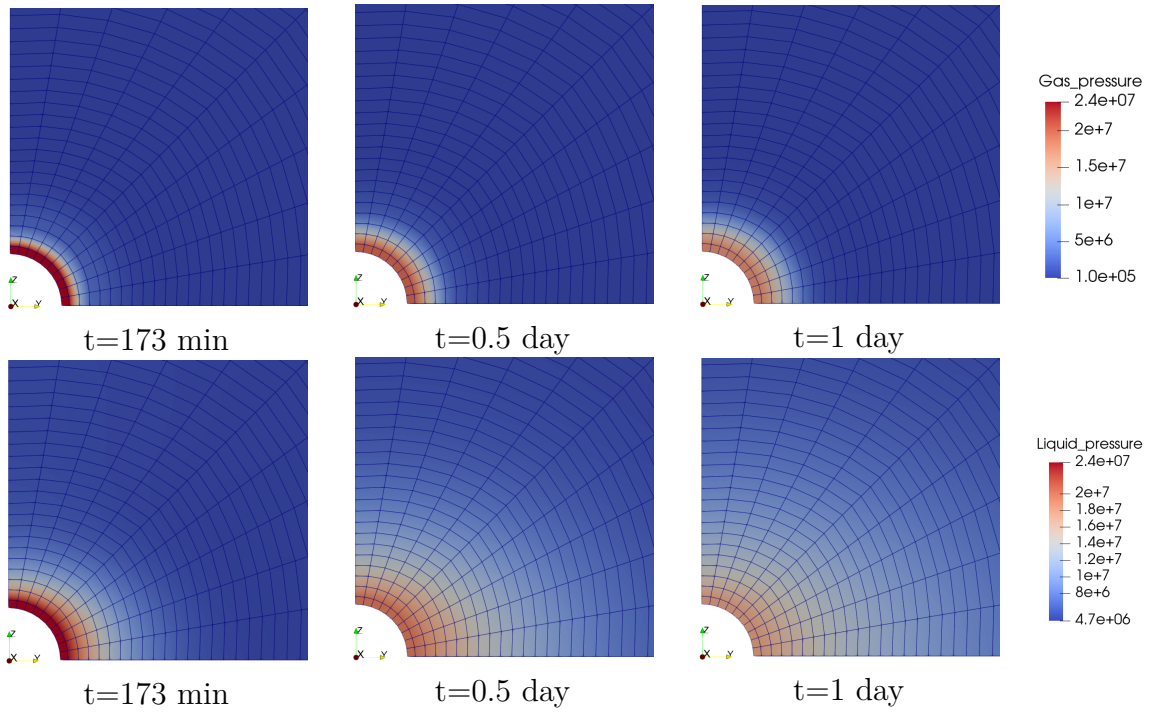 Gas_pressure
2.4e+07
2e+7
1.5e+7
1e+7
5e+6
1.0e+05
Z
X Y
Z
X Y
Z
X Y
t=173 min
t=0.5 day
t=1 day
Liquid_pressure
2.4e+07
2e+7
1.8e+7
1.6e+7
1.4e+7
1.2e+7
1e+7
8e+6
4.7e+06
Z
X Y
Z
X Y
Z
X Y
t=173 min
t=0.5 day
t=1 day